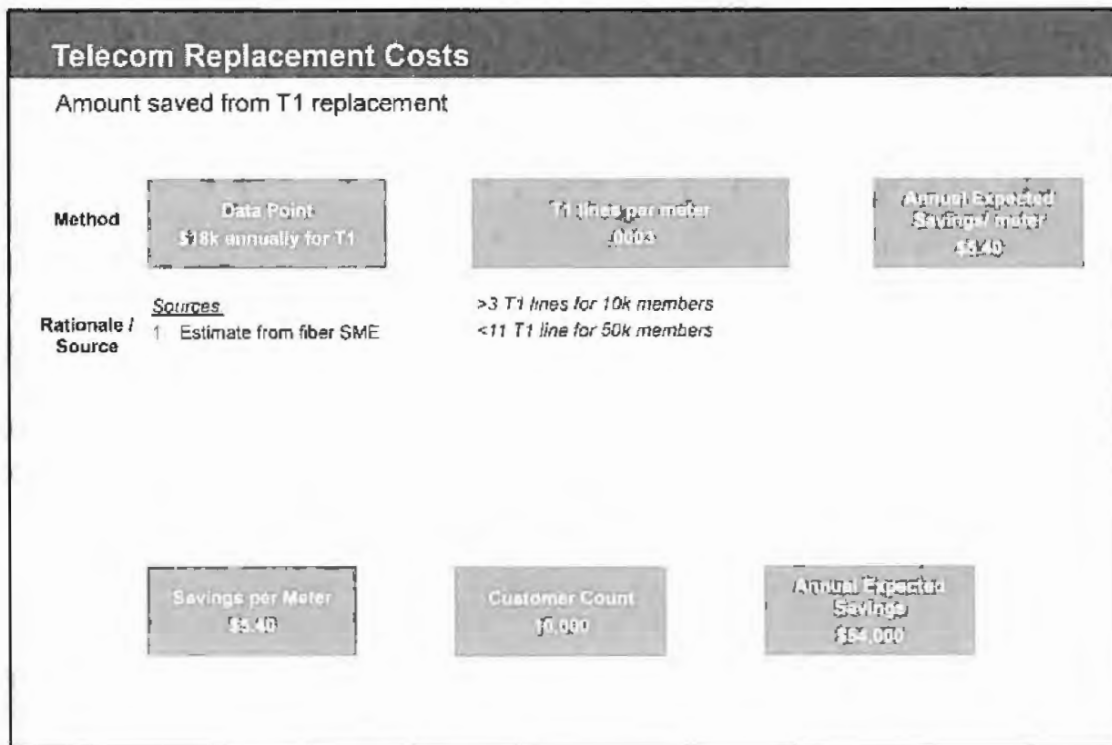 Telecom Replacement Costs
Amount saved from T1 replacement
Method
Data Point
$18k annually for T1
T1 lines per meter
.0003
Annual Expected
Savings/ meter
$5.40
Rationale /
Source
Sources
1 Estimate from fiber SME
>3 T1 lines for 10k members
<11 T1 line for 50k members
Savings per Meter
$5.40
Customer Count
10,000
Annual Expected
Savings
$54,000